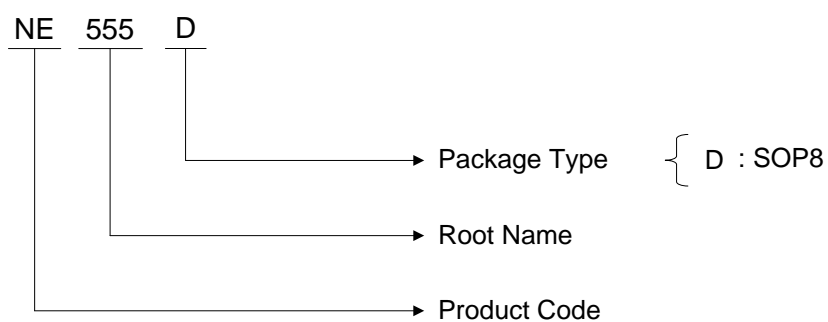 NE 555 D
Package Type { D : SOP8
Root Name
Product Code